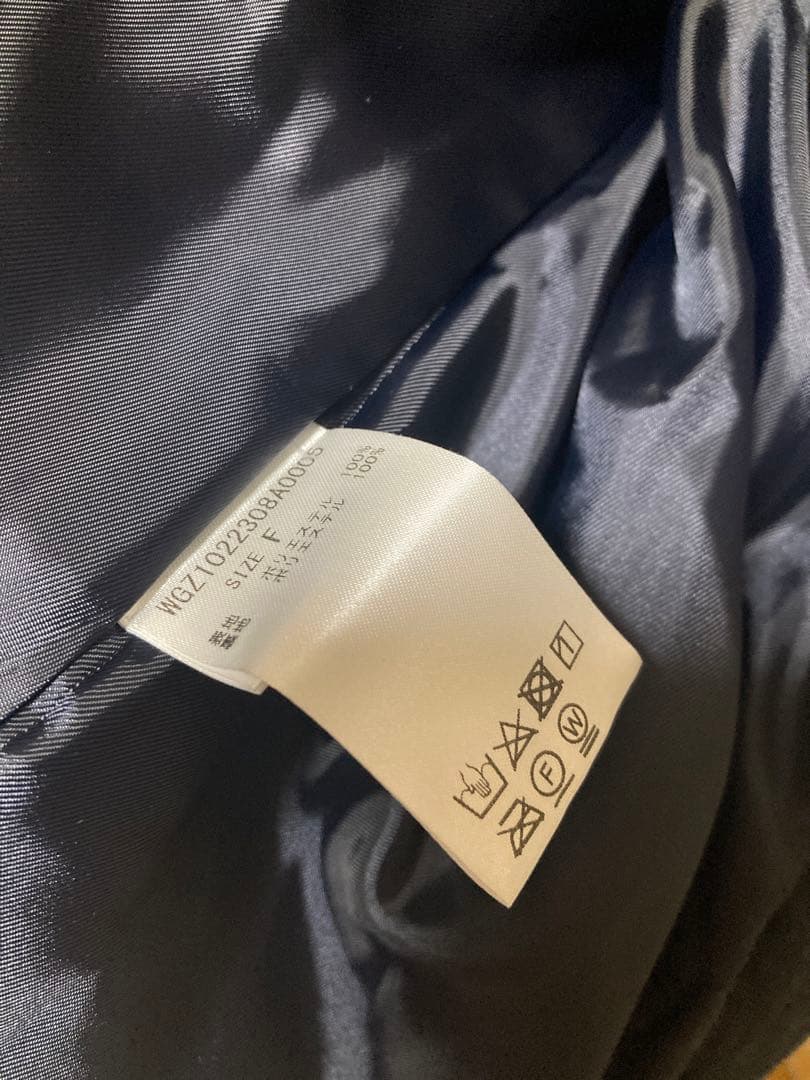 WGZ1022308A0005
SIZE F
表地 ポリエステル 100%
裏地 ポリエステル 100%
F
W